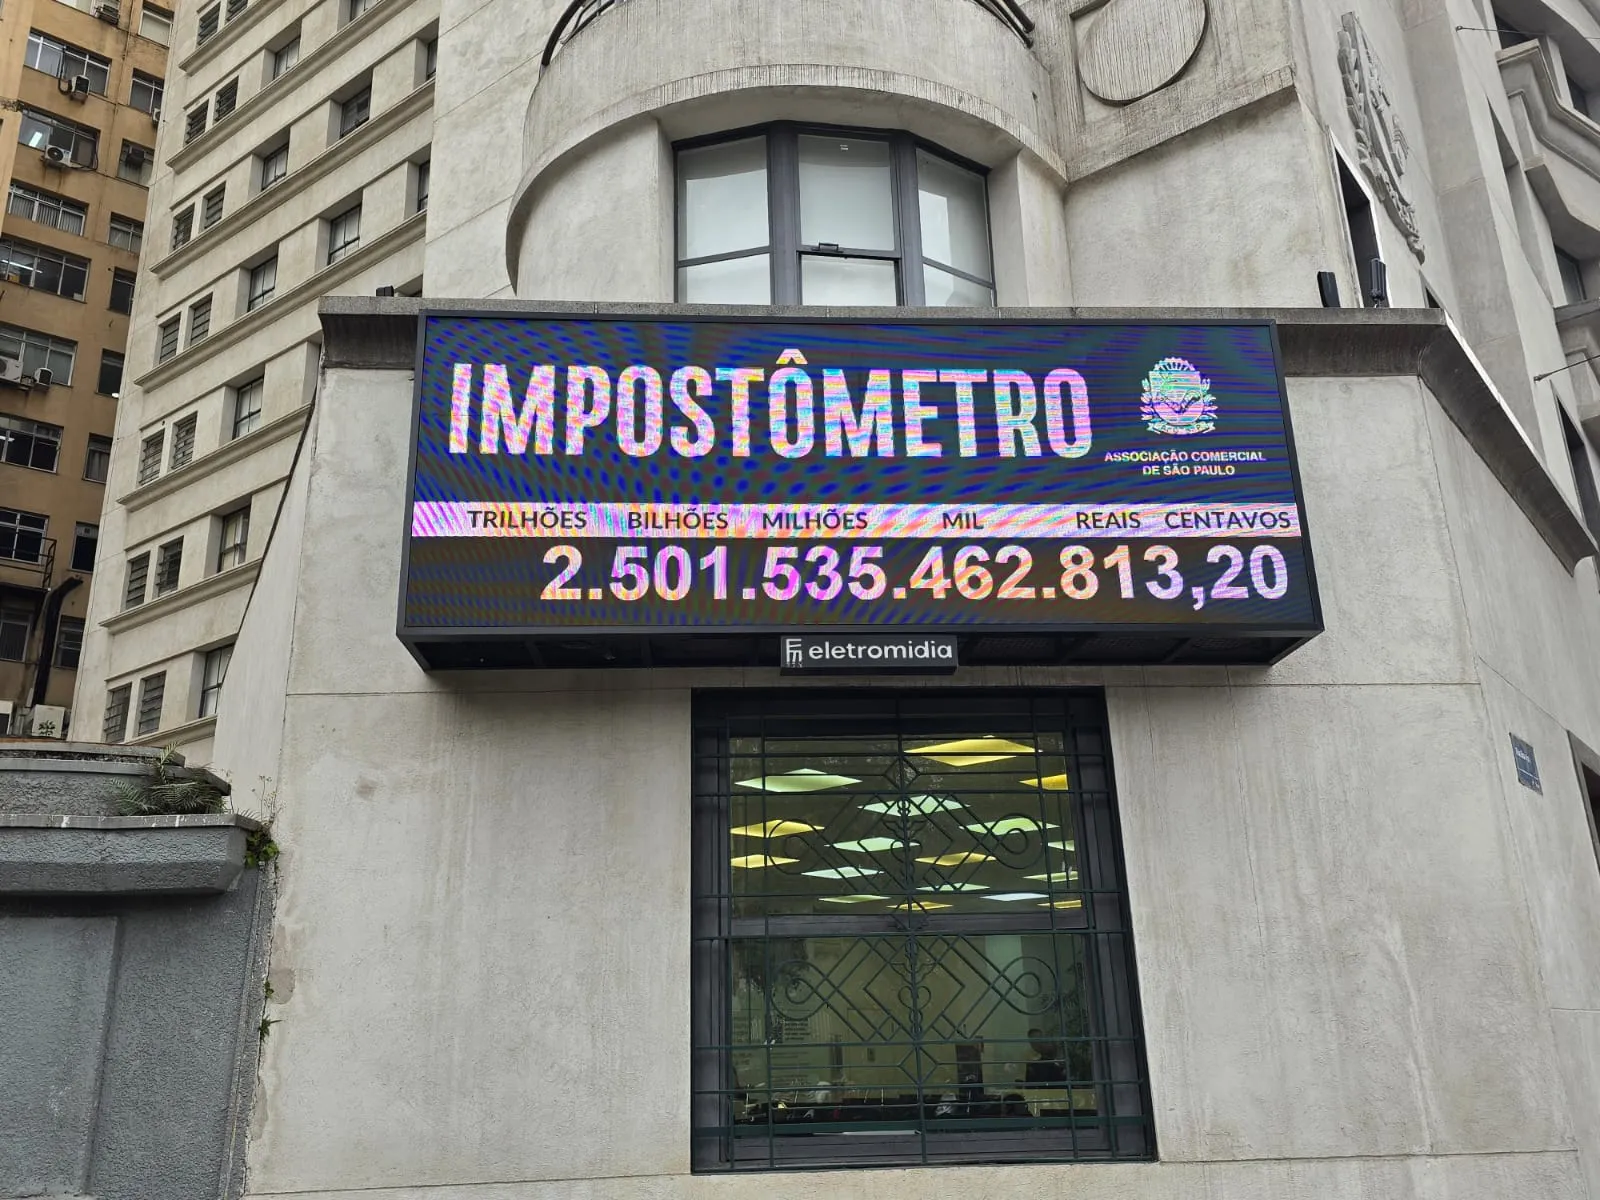 IMPOSTÔMETRO
ASSOCIAÇÃO COMERCIAL
DE SÃO PAULO
TRILHÕES BILHÕES MILHÕES MIL REAIS CENTAVOS
2.501.535.462.813,20
eletromidia